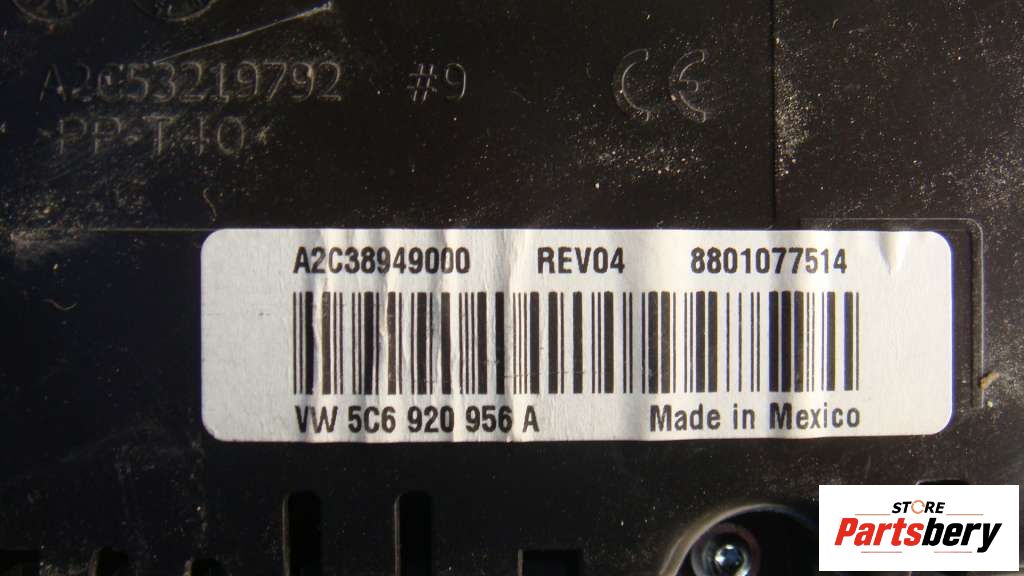 A2C53219792 #9 CE
>PP-T40<
A2C38949000 REV04 8801077514
VW 5C6 920 956 A Made in Mexico
STORE
Partsbery